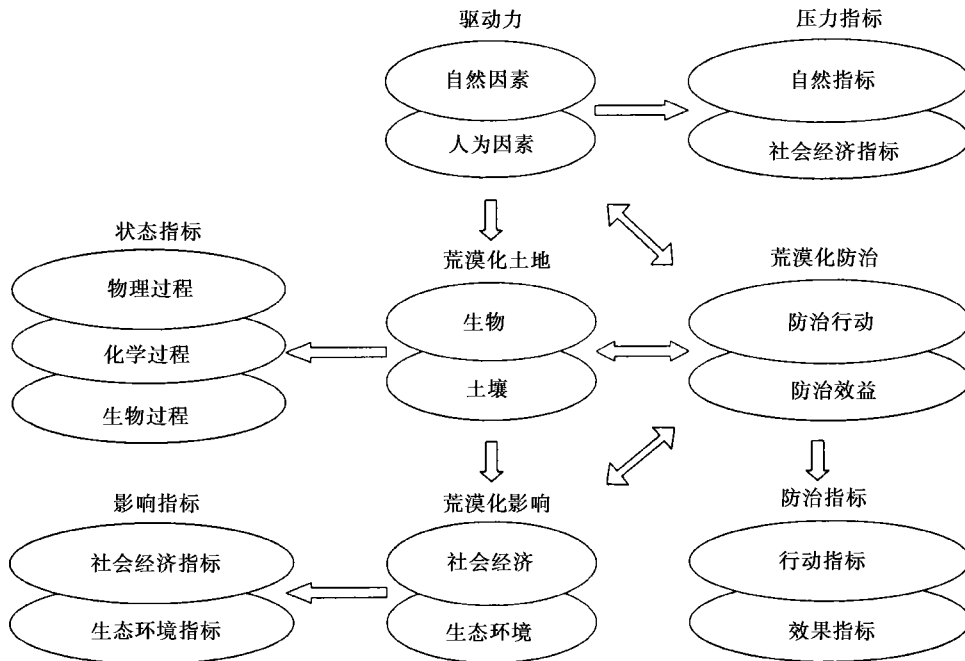 驱动力
压力指标
自然因素
自然指标
人为因素
社会经济指标
状态指标
荒漠化土地
荒漠化防治
物理过程
生物
防治行动
化学过程
土壤
防治效益
生物过程
影响指标
荒漠化影响
防治指标
社会经济指标
社会经济
行动指标
生态环境指标
生态环境
效果指标